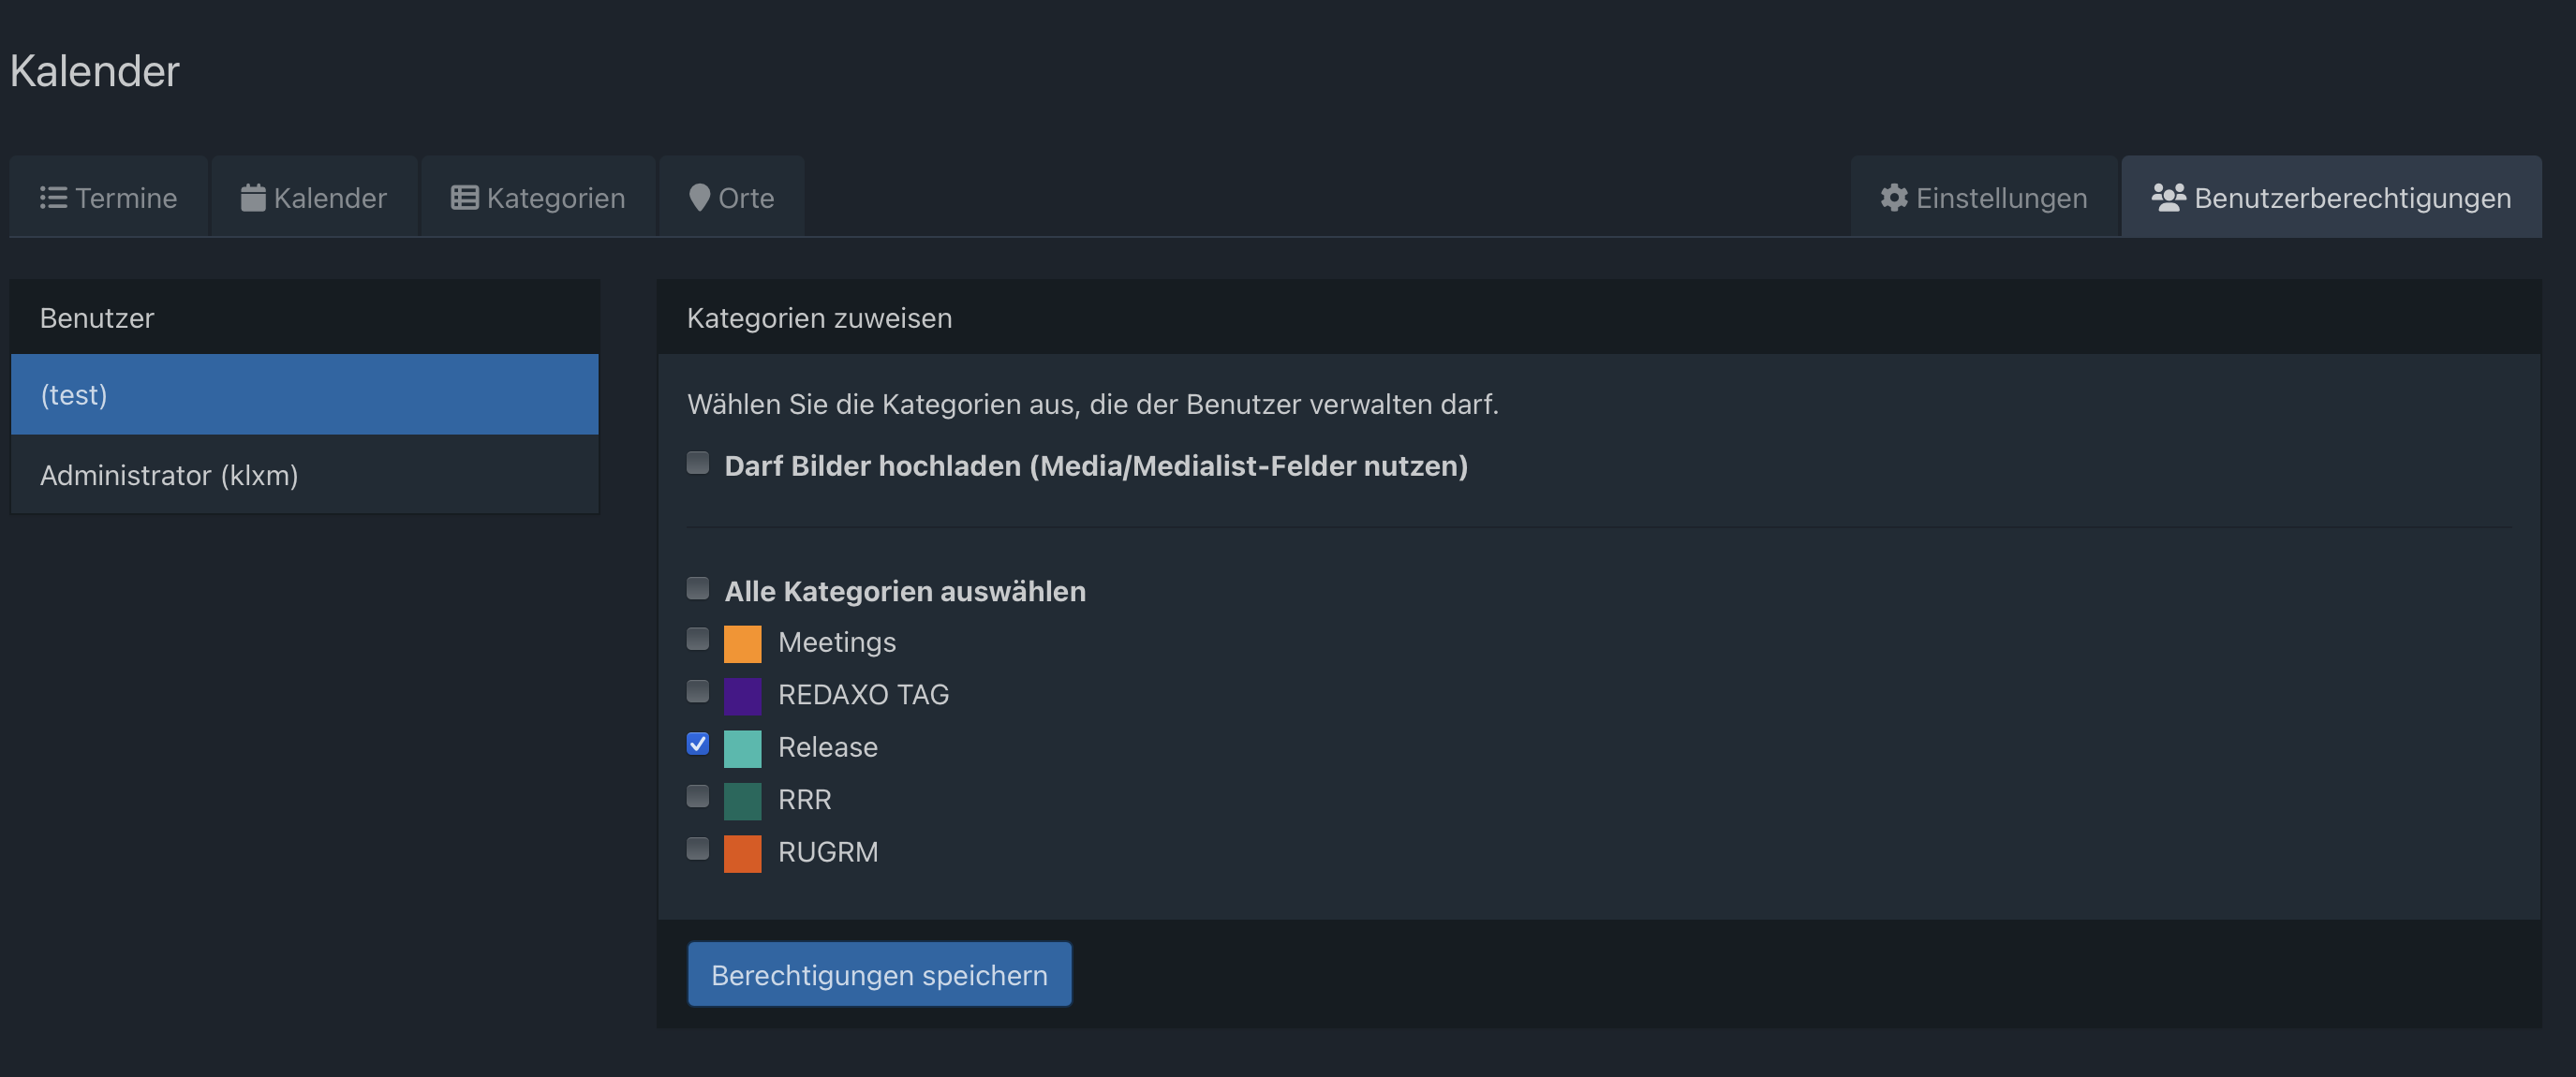 Kalender
Termine
Kalender
Kategorien
Orte
Einstellungen
Benutzerberechtigungen
Benutzer
(test)
Administrator (klxm)
Kategorien zuweisen
Wählen Sie die Kategorien aus, die der Benutzer verwalten darf.
Darf Bilder hochladen (Media/Medialist-Felder nutzen)
Alle Kategorien auswählen
Meetings
REDAXO TAG
Release
RRR
RUGRM
Berechtigungen speichern